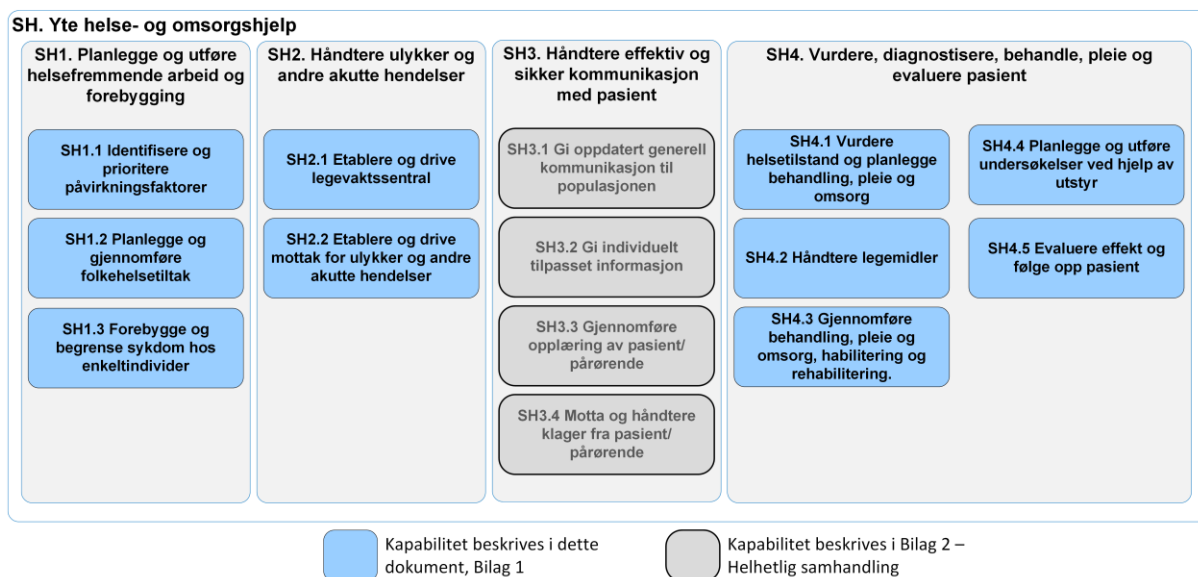 SH. Yte helse- og omsorgshjelp
SH1. Planlegge og utføre
helsefremmende arbeid og
forebygging
SH1.1 Identifisere og
prioritere
påvirkningsfaktorer
SH1.2 Planlegge og
gjennomføre
folkehelsetiltak
SH1.3 Forebygge og
begrense sykdom hos
enkeltindivider
SH2. Håndtere ulykker og
andre akutte hendelser
SH2.1 Etablere og drive
legevaktssentral
SH2.2 Etablere og drive
mottak for ulykker og andre
akutte hendelser
SH3. Håndtere effektiv og
sikker kommunikasjon
med pasient
SH3.1 Gi oppdatert generell
kommunikasjon til
populasjonen
SH3.2 Gi individuelt
tilpasset informasjon
SH3.3 Gjennomføre
opplæring av pasient/
pårørende
SH3.4 Motta og håndtere
klager fra pasient/
pårørende
SH4. Vurdere, diagnostisere, behandle, pleie og
evaluere pasient
SH4.1 Vurdere
helsetilstand og planlegge
behandling, pleie og
omsorg
SH4.2 Håndtere legemidler
SH4.3 Gjennomføre
behandling, pleie og
omsorg, habilitering og
rehabilitering.
SH4.4 Planlegge og utføre
undersøkelser ved hjelp av
utstyr
SH4.5 Evaluere effekt og
følge opp pasient
Kapabilitet beskrives i dette
dokument, Bilag 1
Kapabilitet beskrives i Bilag 2 –
Helhetlig samhandling